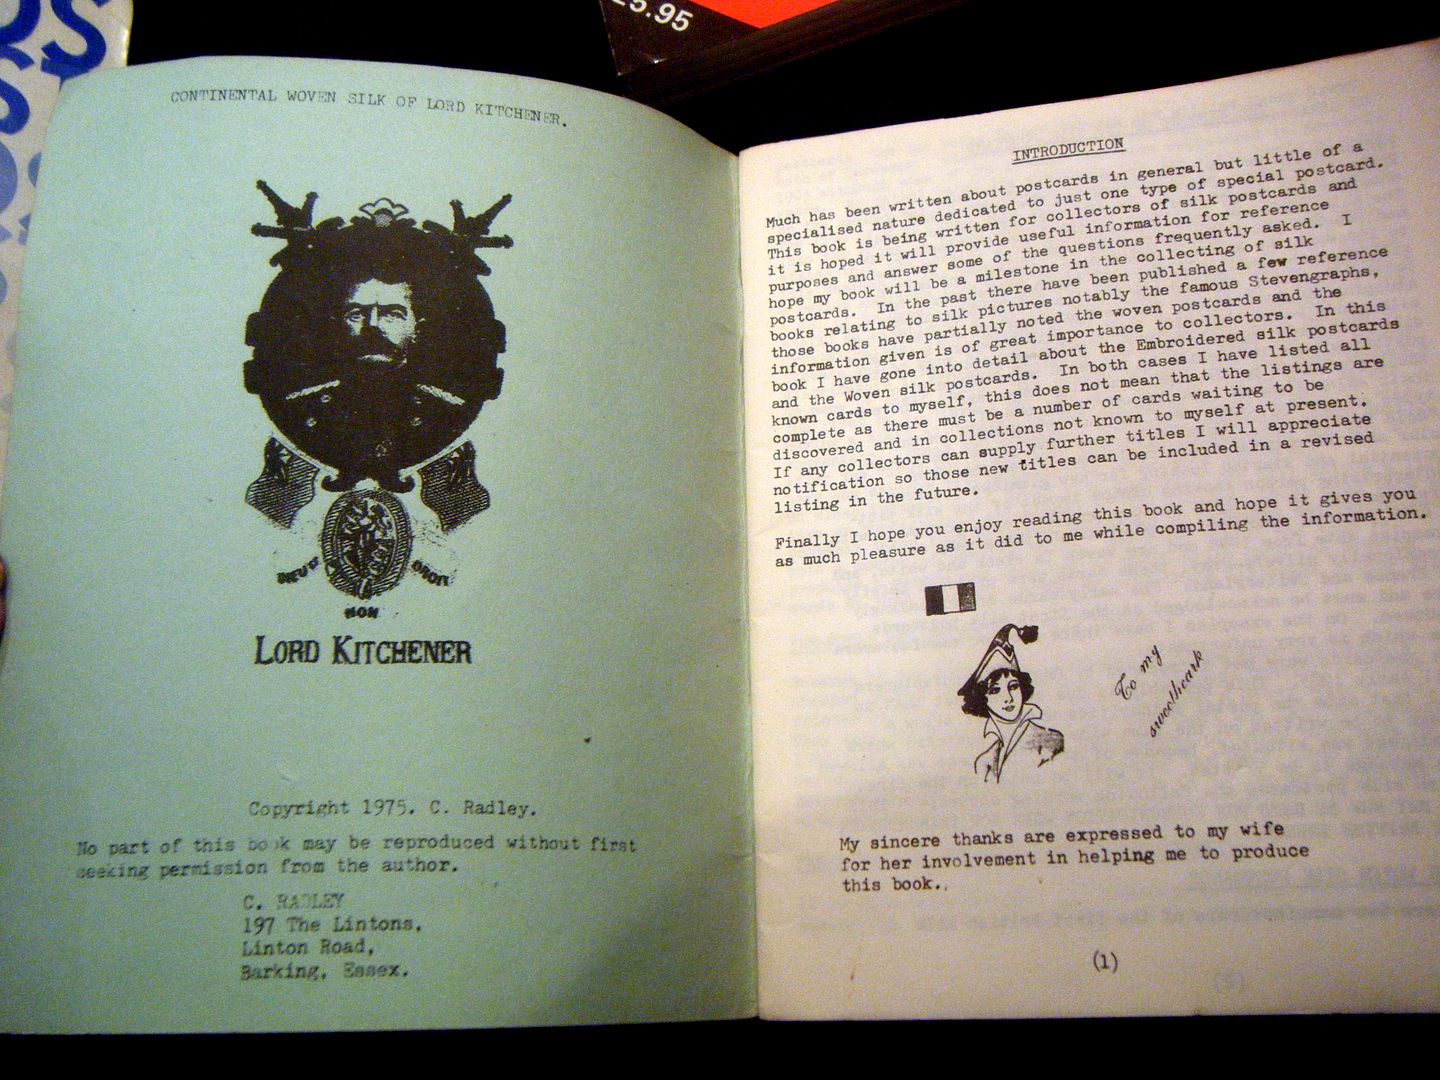 CONTINENTAL WOVEN SILK OF LORD KITCHENER.
DIEU ET
DROIT
MON
LORD KITCHENER
Copyright 1975. C. Radley.
No part of this book may be reproduced without first
seeking permission from the author.
C. RADLEY
197 The Lintons,
Linton Road,
Barking, Essex.
INTRODUCTION
Much has been written about postcards in general but little of a
specialised nature dedicated to just one type of special postcard.
This book is being written for collectors of silk postcards and
it is hoped it will provide useful information for reference
purposes and answer some of the questions frequently asked. I
hope my book will be a milestone in the collecting of silk
postcards. In the past there have been published a few reference
books relating to silk pictures notably the famous Stevengraphs,
those books have partially noted the woven postcards and the
information given is of great importance to collectors. In this
book I have gone into detail about the Embroidered silk postcards
and the Woven silk postcards. In both cases I have listed all
known cards to myself, this does not mean that the listings are
complete as there must be a number of cards waiting to be
discovered and in collections not known to myself at present.
If any collectors can supply further titles I will appreciate
notification so those new titles can be included in a revised
listing in the future.
Finally I hope you enjoy reading this book and hope it gives you
as much pleasure as it did to me while compiling the information.
To my
sweetheart
My sincere thanks are expressed to my wife
for her involvement in helping me to produce
this book.
(1)
5.95